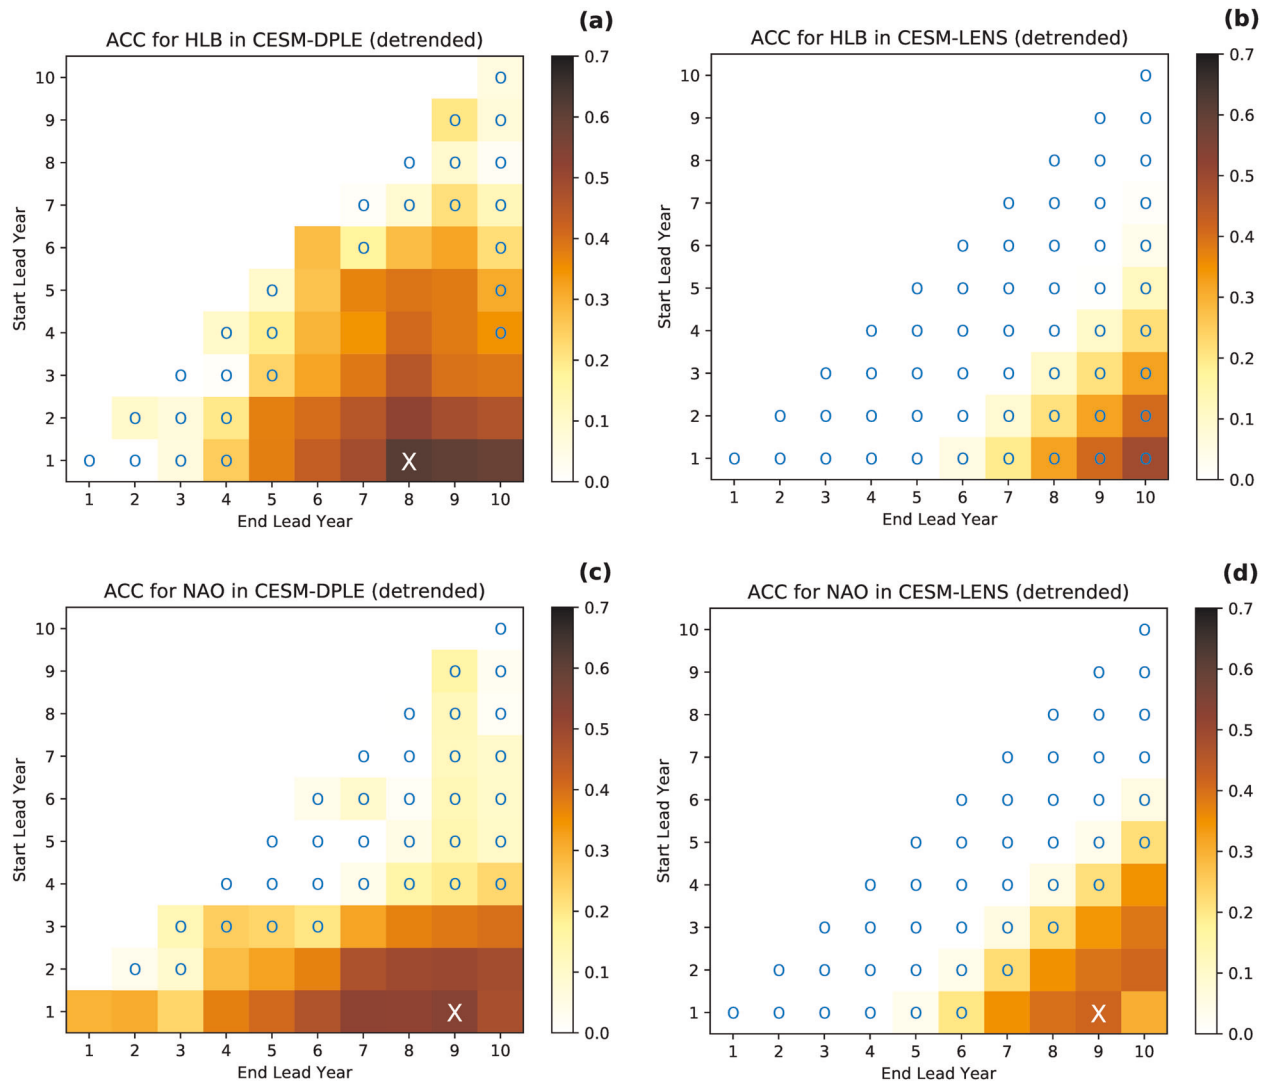 (a)
ACC for HLB in CESM-DPLE (detrended)
Start Lead Year
10 O
9 O O
8 O O O
7 O O O O
6 O O
5 O O
4 O O O
3 O O O
2 O O O
1 O O O O X
1 2 3 4 5 6 7 8 9 10
End Lead Year
0.7
0.6
0.5
0.4
0.3
0.2
0.1
0.0
(b)
ACC for HLB in CESM-LENS (detrended)
Start Lead Year
10 O
9 O O
8 O O O
7 O O O O
6 O O O O O
5 O O O O O O
4 O O O O O O O
3 O O O O O O O O
2 O O O O O O O O O
1 O O O O O O O O O O
1 2 3 4 5 6 7 8 9 10
End Lead Year
0.7
0.6
0.5
0.4
0.3
0.2
0.1
0.0
(c)
ACC for NAO in CESM-DPLE (detrended)
Start Lead Year
10 O
9 O O
8 O O O
7 O O O O
6 O O O O O
5 O O O O O O
4 O O O O O O O
3 O O O O
2 O O
1 X
1 2 3 4 5 6 7 8 9 10
End Lead Year
0.7
0.6
0.5
0.4
0.3
0.2
0.1
0.0
(d)
ACC for NAO in CESM-LENS (detrended)
Start Lead Year
10 O
9 O O
8 O O O
7 O O O O
6 O O O O O
5 O O O O O O
4 O O O O O O
3 O O O O O O
2 O O O O O O
1 O O O O O O X
1 2 3 4 5 6 7 8 9 10
End Lead Year
0.7
0.6
0.5
0.4
0.3
0.2
0.1
0.0